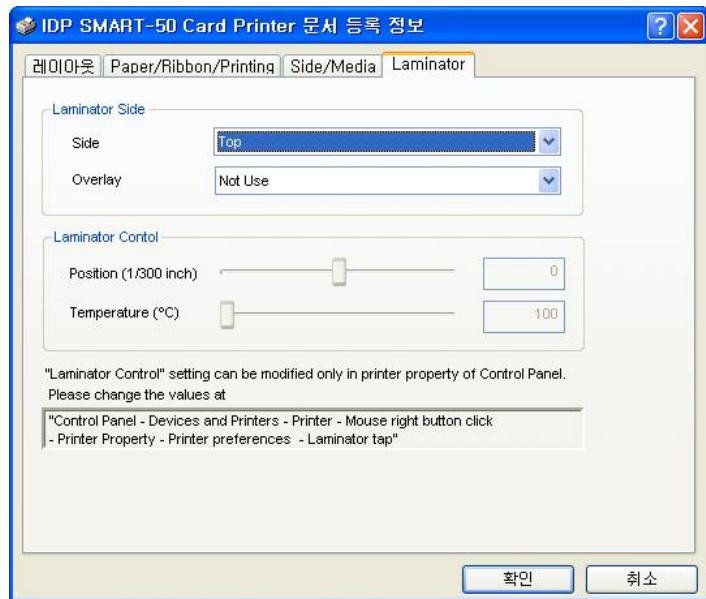 IDP SMART-50 Card Printer 문서 등록 정보
레이아웃 Paper/Ribbon/Printing Side/Media Laminator
Laminator Side
Side Top
Overlay Not Use
Laminator Contol
Position (1/300 inch) 0
Temperature (°C) 100
"Laminator Control" setting can be modified only in printer property of Control Panel.
Please change the values at
"Control Panel - Devices and Printers - Printer - Mouse right button click
- Printer Property - Printer preferences - Laminator tap"
확인 취소